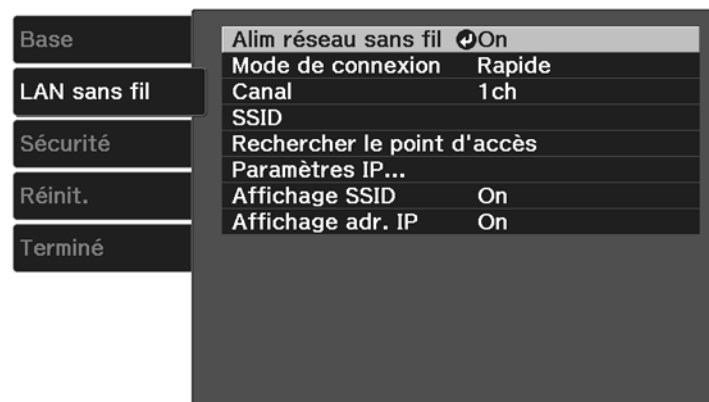 Base
LAN sans fil
Sécurité
Réinit.
Terminé
Alim réseau sans fil On
Mode de connexion Rapide
Canal 1ch
SSID
Rechercher le point d'accès
Paramètres IP...
Affichage SSID On
Affichage adr. IP On